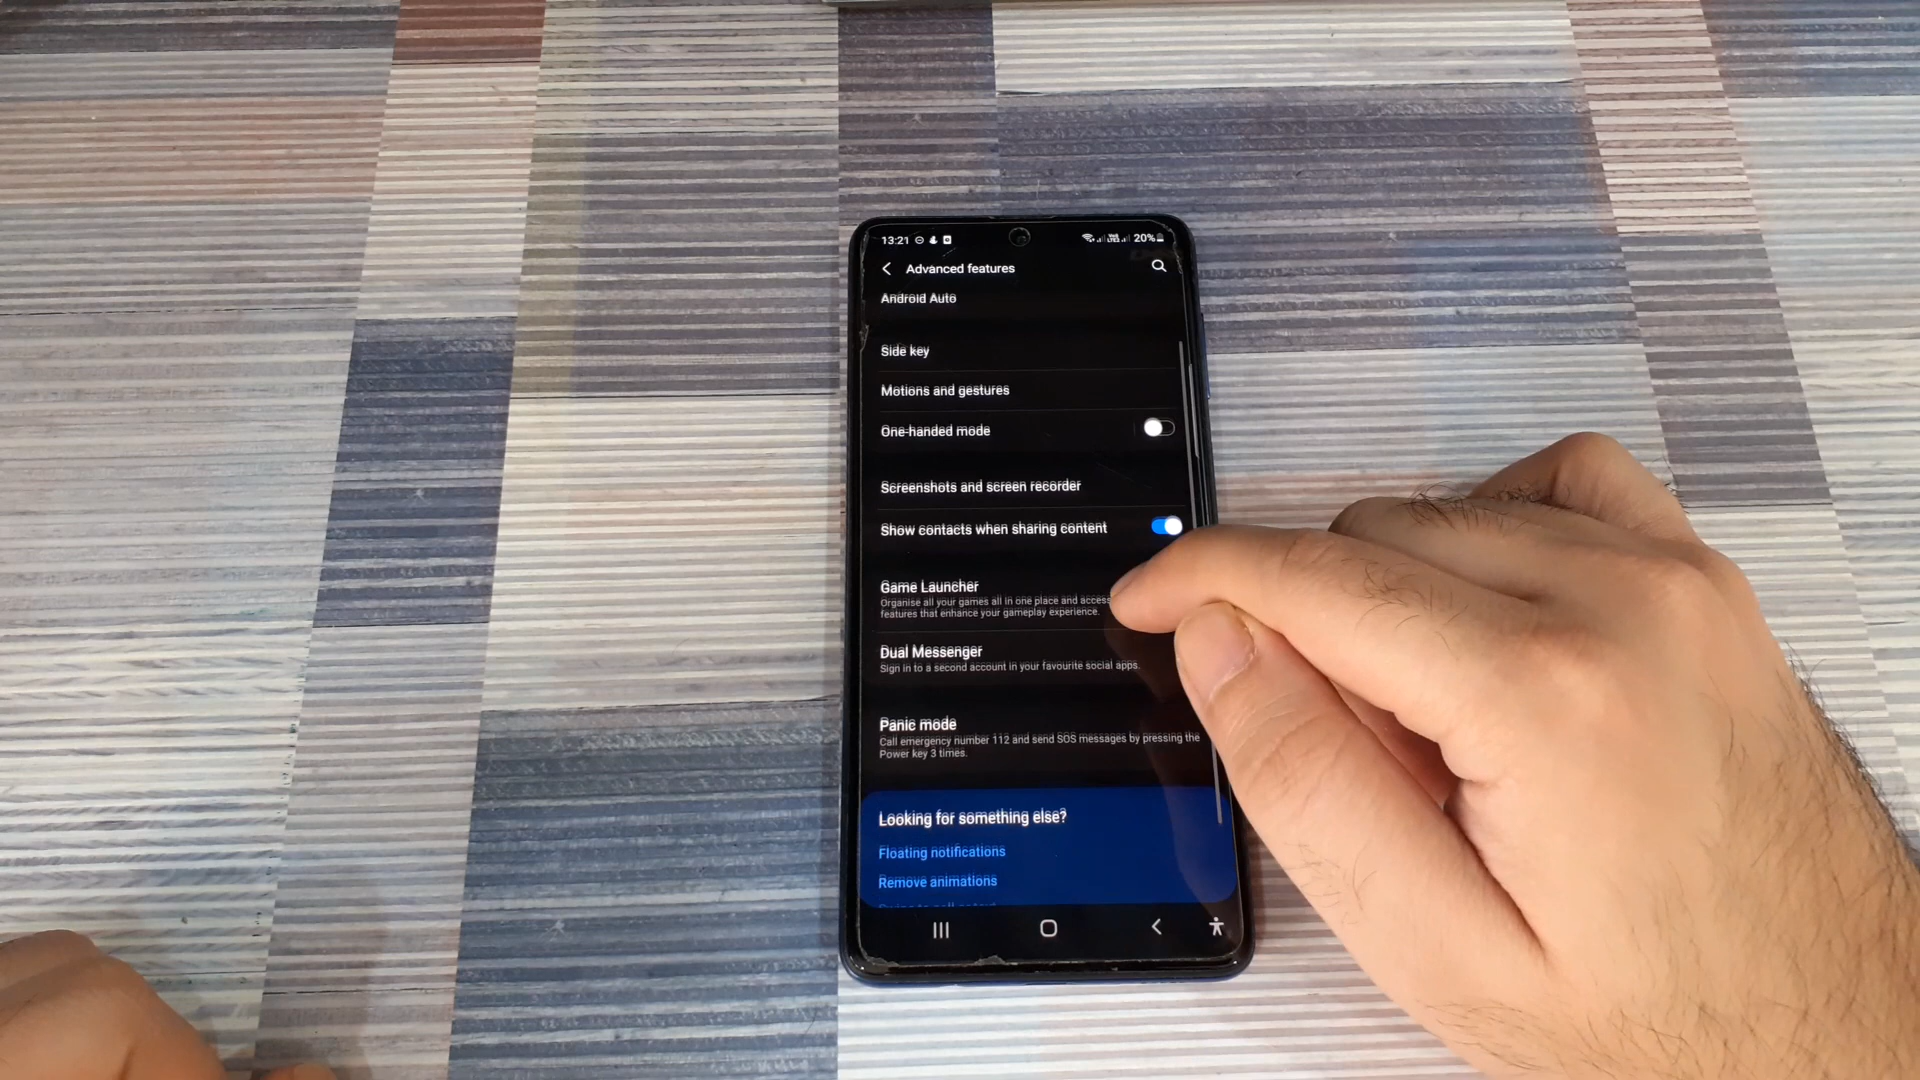 13:21
20%
Advanced features
Android Auto
Side key
Motions and gestures
One-handed mode
Screenshots and screen recorder
Show contacts when sharing content
Game Launcher
Organise all your games all in one place and access
features that enhance your gameplay experience.
Dual Messenger
Sign in to a second account in your favourite social apps.
Panic mode
Call emergency number 112 and send SOS messages by pressing the
Power key 3 times.
Looking for something else?
Floating notifications
Remove animations